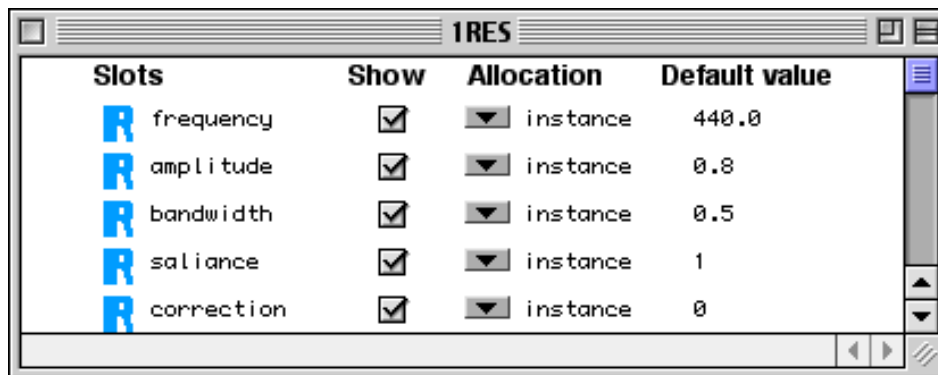 1RES
Slots Show Allocation Default value
R frequency instance 440.0
R amplitude instance 0.8
R bandwidth instance 0.5
R saliance instance 1
R correction instance 0